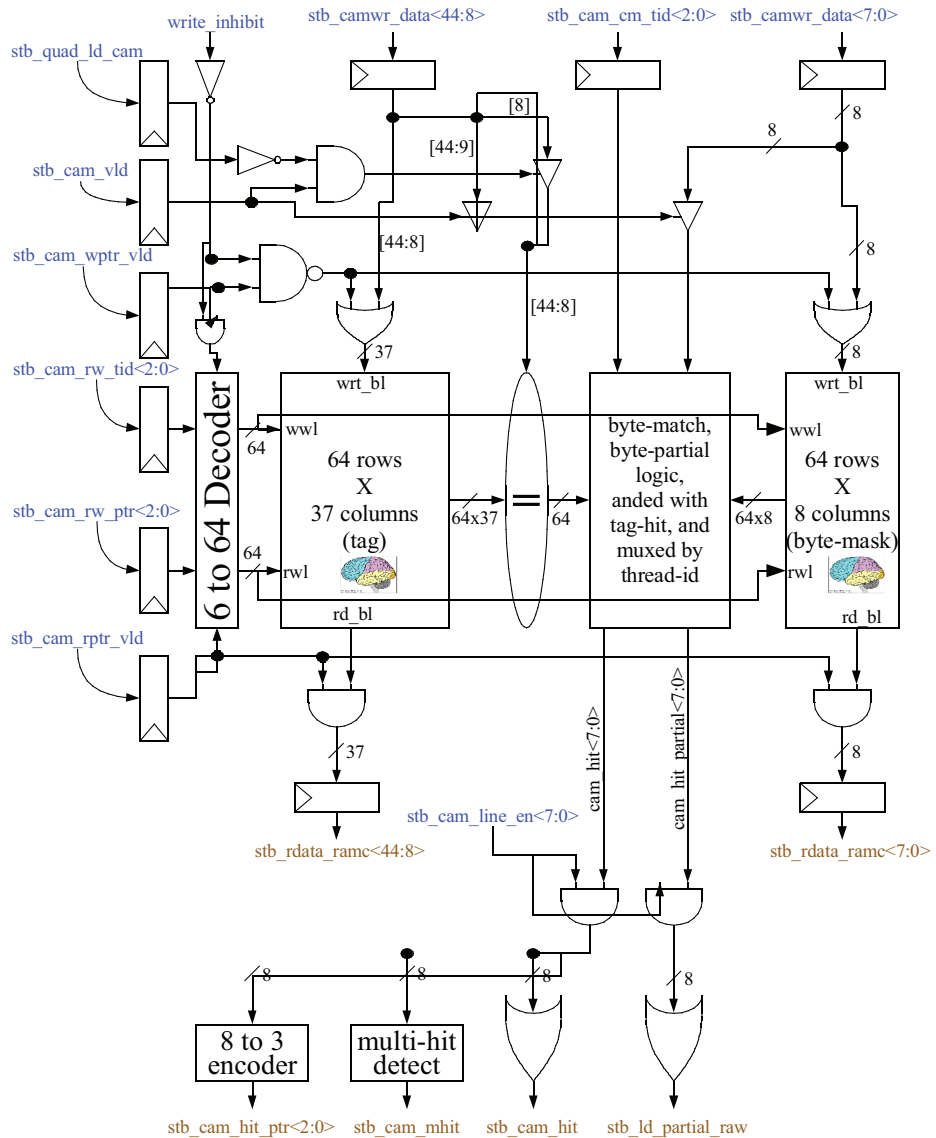 stb_camwr_data<44:8>
stb_cam_cm_tid<2:0>
stb_camwr_data<7:0>
write_inhibit
stb_quad_ld_cam
[8]
8
8
[44:9]
stb_cam_vld
[44:8]
8
stb_cam_wptr_vld
[44:8]
37
8
stb_cam_rw_tid<2:0>
wrt_bl
wrt_bl
6 to 64 Decoder
64
wwl
64 rows
X
37 columns
(tag)
rwl
rd_bl
64
64x37
=
64
byte-match,
byte-partial
logic,
anded with
tag-hit, and
muxed by
thread-id
64x8
wwl
64 rows
X
8 columns
(byte-mask)
rwl
rd_bl
stb_cam_rw_ptr<2:0>
stb_cam_rptr_vld
cam_hit<7:0>
cam_hit_partial<7:0>
37
8
stb_cam_line_en<7:0>
stb_rdata_ramc<44:8>
stb_rdata_ramc<7:0>
8
8
8
8
8 to 3
encoder
multi-hit
detect
stb_cam_hit_ptr<2:0>
stb_cam_mhit
stb_cam_hit
stb_ld_partial_raw